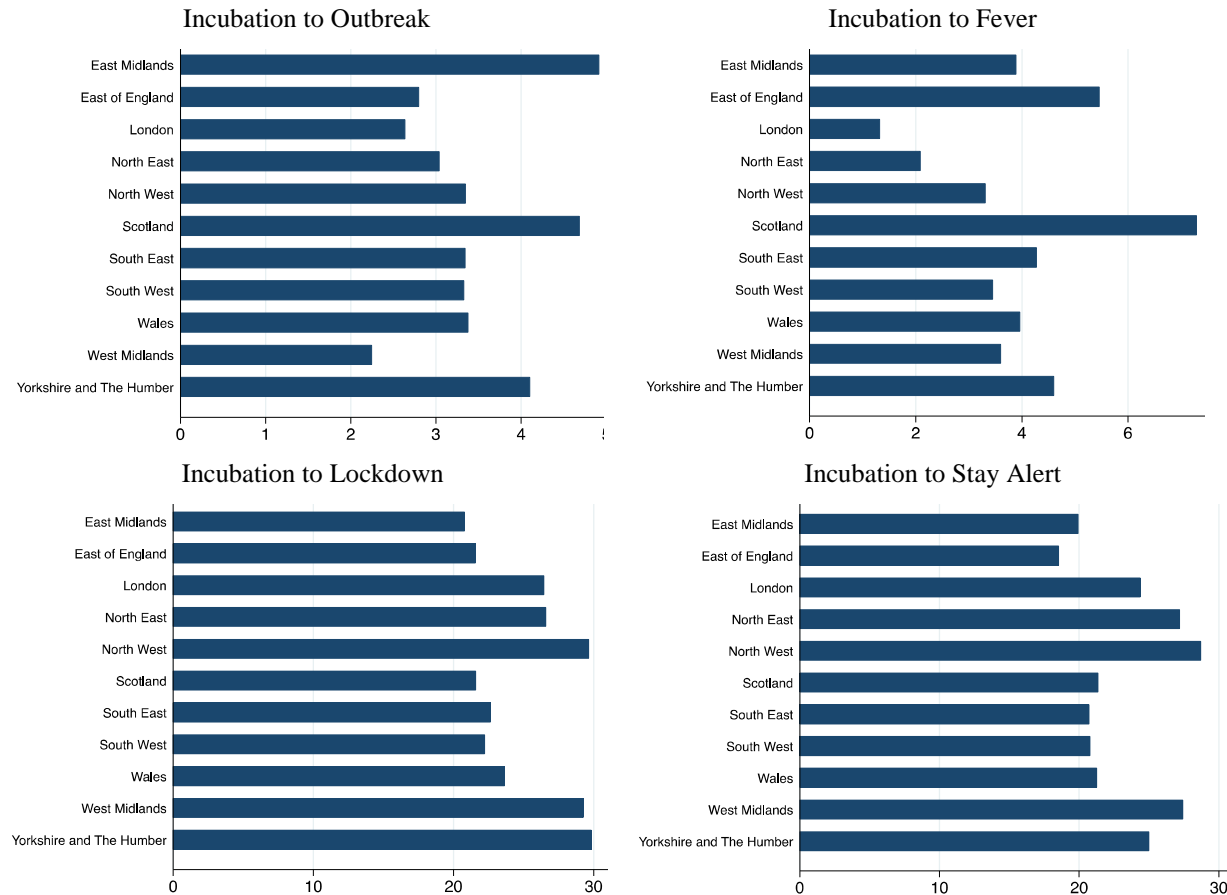 Incubation to Outbreak
East Midlands
East of England
London
North East
North West
Scotland
South East
South West
Wales
West Midlands
Yorkshire and The Humber
0 1 2 3 4
Incubation to Fever
East Midlands
East of England
London
North East
North West
Scotland
South East
South West
Wales
West Midlands
Yorkshire and The Humber
0 2 4 6
Incubation to Lockdown
East Midlands
East of England
London
North East
North West
Scotland
South East
South West
Wales
West Midlands
Yorkshire and The Humber
0 10 20 30
Incubation to Stay Alert
East Midlands
East of England
London
North East
North West
Scotland
South East
South West
Wales
West Midlands
Yorkshire and The Humber
0 10 20 30